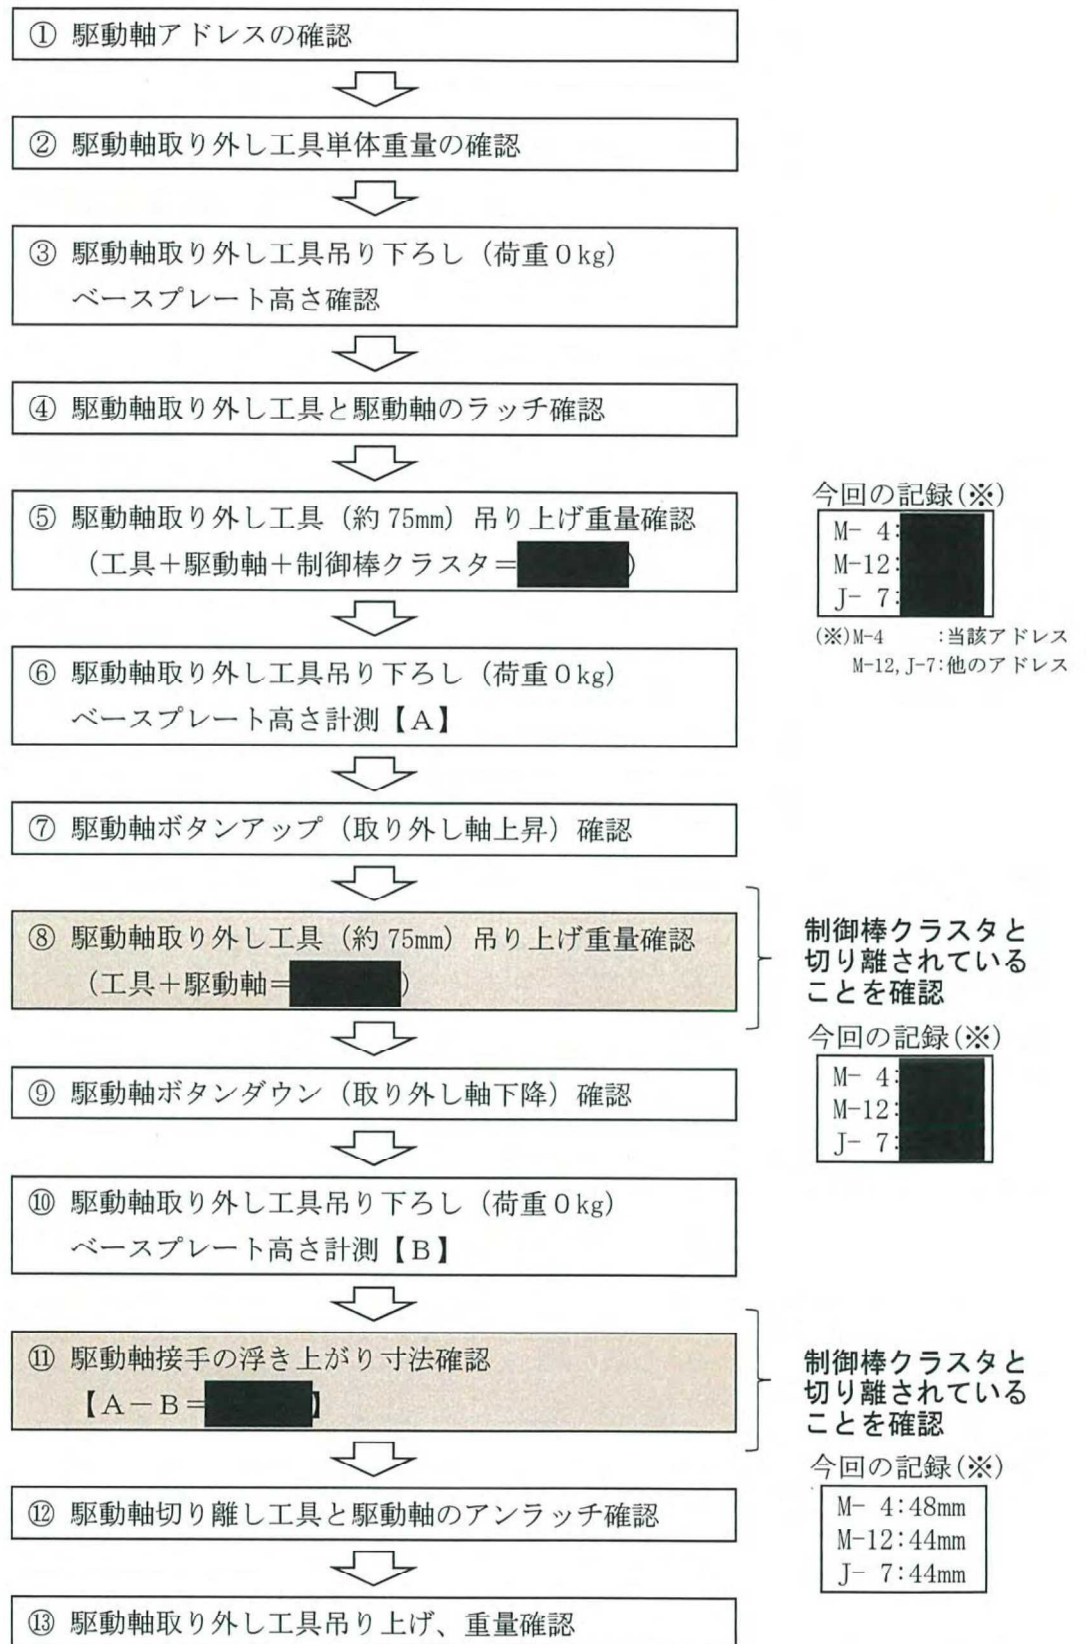 ① 駆動軸アドレスの確認
② 駆動軸取り外し工具単体重量の確認
③ 駆動軸取り外し工具吊り下ろし（荷重０kg）
ベースプレート高さ確認
④ 駆動軸取り外し工具と駆動軸のラッチ確認
⑤ 駆動軸取り外し工具（約 75mm）吊り上げ重量確認
（工具＋駆動軸＋制御棒クラスタ＝ ）
今回の記録(※)
M- 4:
M-12:
J- 7:
(※)M-4 :当該アドレス
M-12,J-7:他のアドレス
⑥ 駆動軸取り外し工具吊り下ろし（荷重０kg）
ベースプレート高さ計測【Ａ】
⑦ 駆動軸ボタンアップ（取り外し軸上昇）確認
⑧ 駆動軸取り外し工具（約 75mm）吊り上げ重量確認
（工具＋駆動軸＝ ）
制御棒クラスタと
切り離されている
ことを確認
今回の記録(※)
M- 4:
M-12:
J- 7:
⑨ 駆動軸ボタンダウン（取り外し軸下降）確認
⑩ 駆動軸取り外し工具吊り下ろし（荷重０kg）
ベースプレート高さ計測【Ｂ】
⑪ 駆動軸接手の浮き上がり寸法確認
【Ａ－Ｂ＝ 】
制御棒クラスタと
切り離されている
ことを確認
今回の記録(※)
M- 4:48mm
M-12:44mm
J- 7:44mm
⑫ 駆動軸切り離し工具と駆動軸のアンラッチ確認
⑬ 駆動軸取り外し工具吊り上げ、重量確認